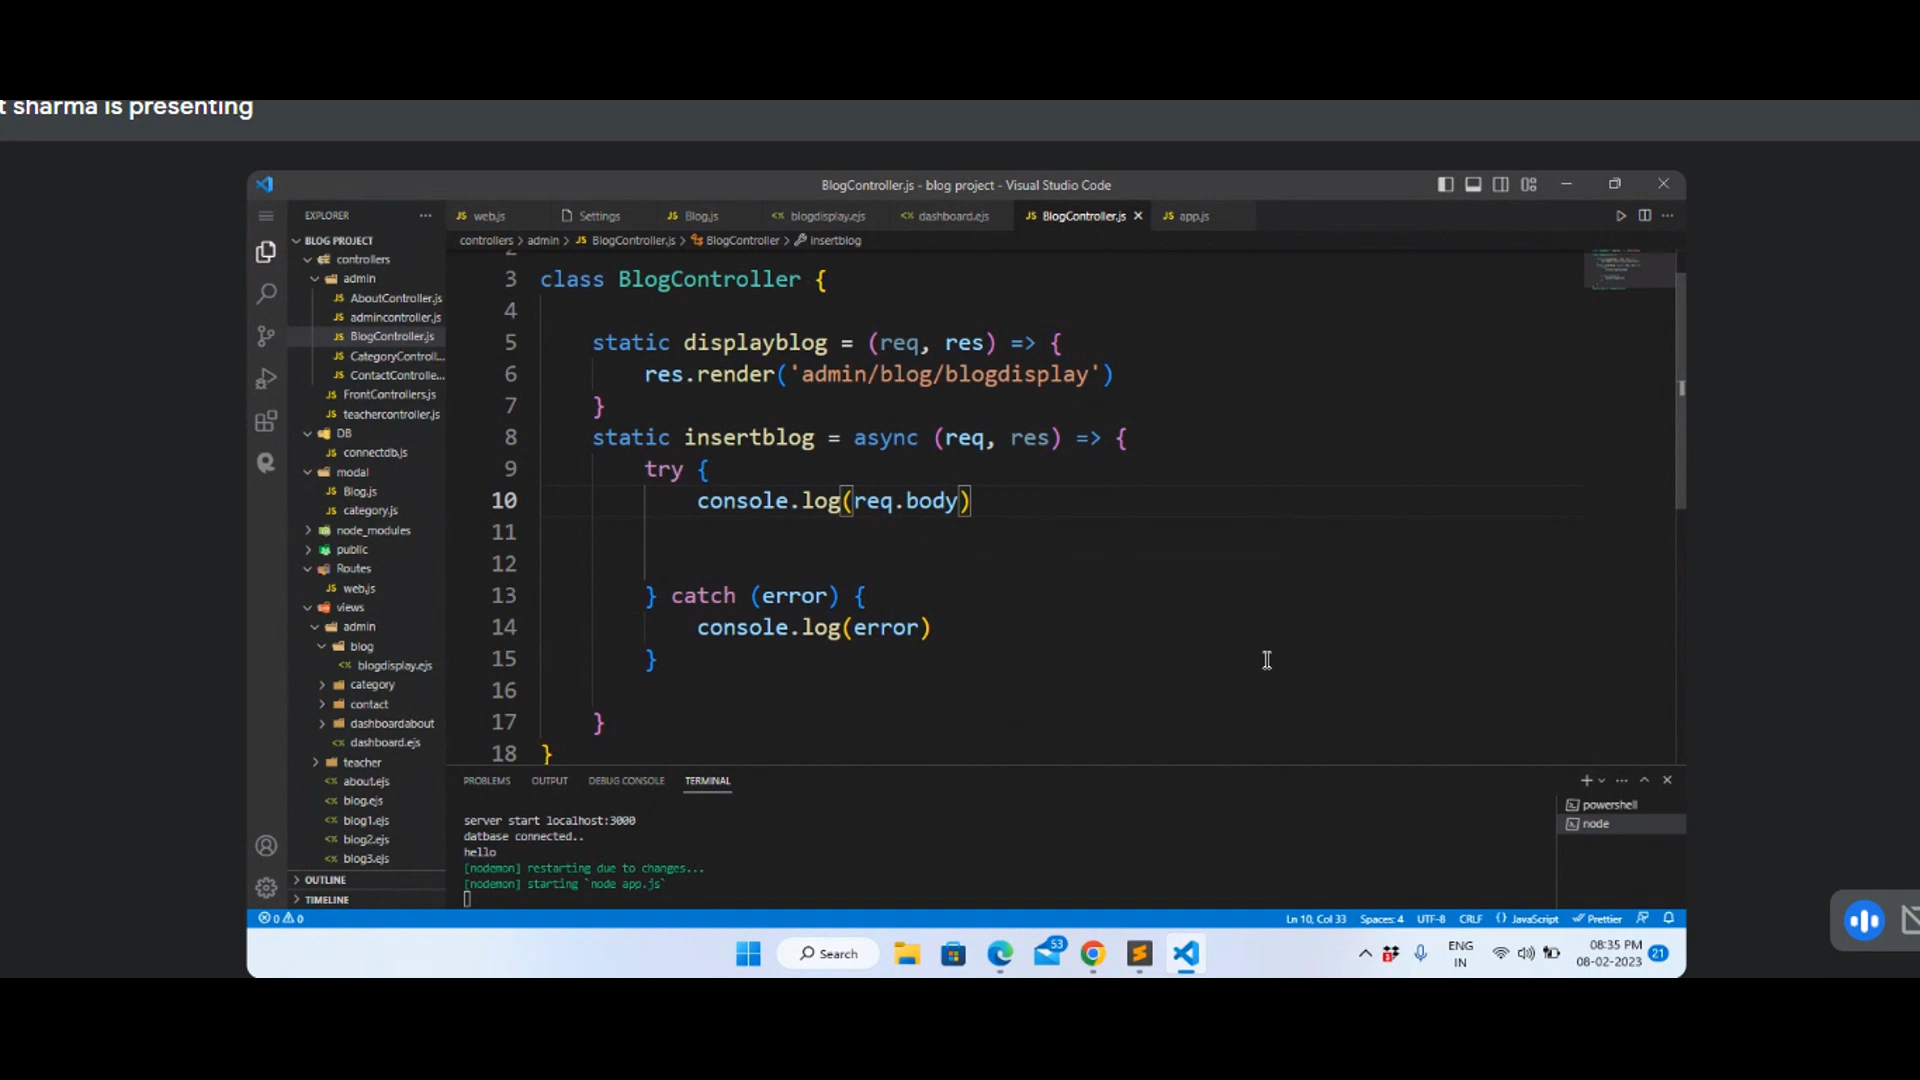 t sharma is presenting
BlogController.js - blog project - Visual Studio Code
EXPLORER
web.js
Settings
Blog.js
blogdisplay.ejs
dashboard.ejs
BlogController.js
app.js
controllers > admin > BlogController.js > BlogController > insertblog
BLOG PROJECT
controllers
admin
AboutController.js
admincontroller.js
BlogController.js
CategoryControll...
ContactControlle...
FrontControllers.js
teachercontroller.js
DB
connectdb.js
modal
Blog.js
category.js
node_modules
public
Routes
web.js
views
admin
blog
blogdisplay.ejs
category
contact
dashboardabout
dashboard.ejs
teacher
about.ejs
blog.ejs
blog1.ejs
blog2.ejs
blog3.ejs
OUTLINE
TIMELINE
2
3 class BlogController {
4
5 static displayblog = (req, res) => {
6 res.render('admin/blog/blogdisplay')
7 }
8 static insertblog = async (req, res) => {
9 try {
10 console.log(req.body)
11
12
13 } catch (error) {
14 console.log(error)
15 }
16
17 }
18 }
PROBLEMS OUTPUT DEBUG CONSOLE TERMINAL
server start localhost:3000
datbase connected..
hello
[nodemon] restarting due to changes...
[nodemon] starting `node app.js`
powershell
node
0 0
Ln 10, Col 33 Spaces: 4 UTF-8 CRLF {} JavaScript Prettier
Search
53
ENG
IN
08:35 PM
08-02-2023
21